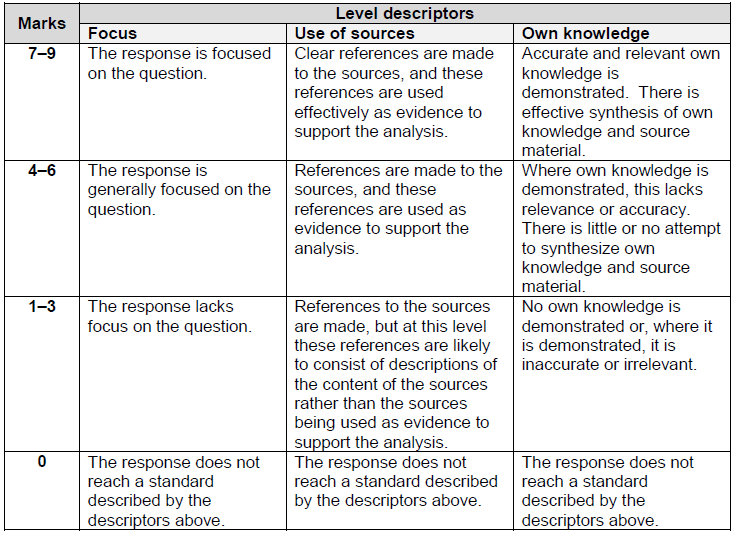 Marks
Level descriptors
Focus
Use of sources
Own knowledge
7–9
The response is focused
on the question.
Clear references are made
to the sources, and these
references are used
effectively as evidence to
support the analysis.
Accurate and relevant own
knowledge is
demonstrated.  There is
effective synthesis of own
knowledge and source
material.
4–6
The response is
generally focused on the
question.
References are made to the
sources, and these
references are used as
evidence to support the
analysis.
Where own knowledge is
demonstrated, this lacks
relevance or accuracy.
There is little or no attempt
to synthesize own
knowledge and source
material.
1–3
The response lacks
focus on the question.
References to the sources
are made, but at this level
these references are likely
to consist of descriptions of
the content of the sources
rather than the sources
being used as evidence to
support the analysis.
No own knowledge is
demonstrated or, where it
is demonstrated, it is
inaccurate or irrelevant.
0
The response does not
reach a standard
described by the
descriptors above.
The response does not
reach a standard described
by the descriptors above.
The response does not
reach a standard
described by the
descriptors above.